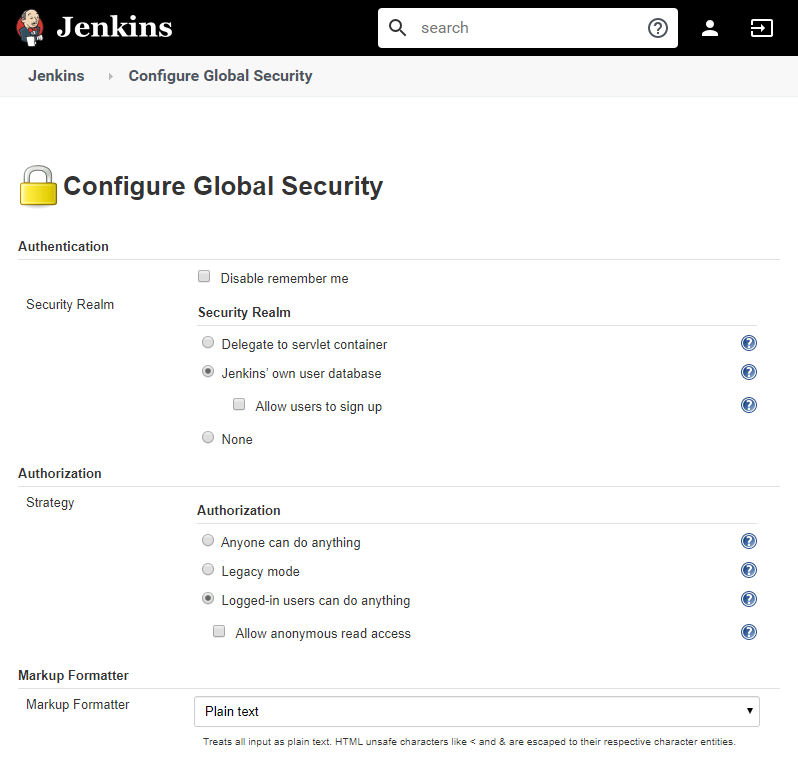 Jenkins
search
Jenkins Configure Global Security
Configure Global Security
Authentication
Disable remember me
Security Realm
Security Realm
Delegate to servlet container
Jenkins’ own user database
Allow users to sign up
None
Authorization
Strategy
Authorization
Anyone can do anything
Legacy mode
Logged-in users can do anything
Allow anonymous read access
Markup Formatter
Markup Formatter
Plain text
Treats all input as plain text. HTML unsafe characters like < and & are escaped to their respective character entities.